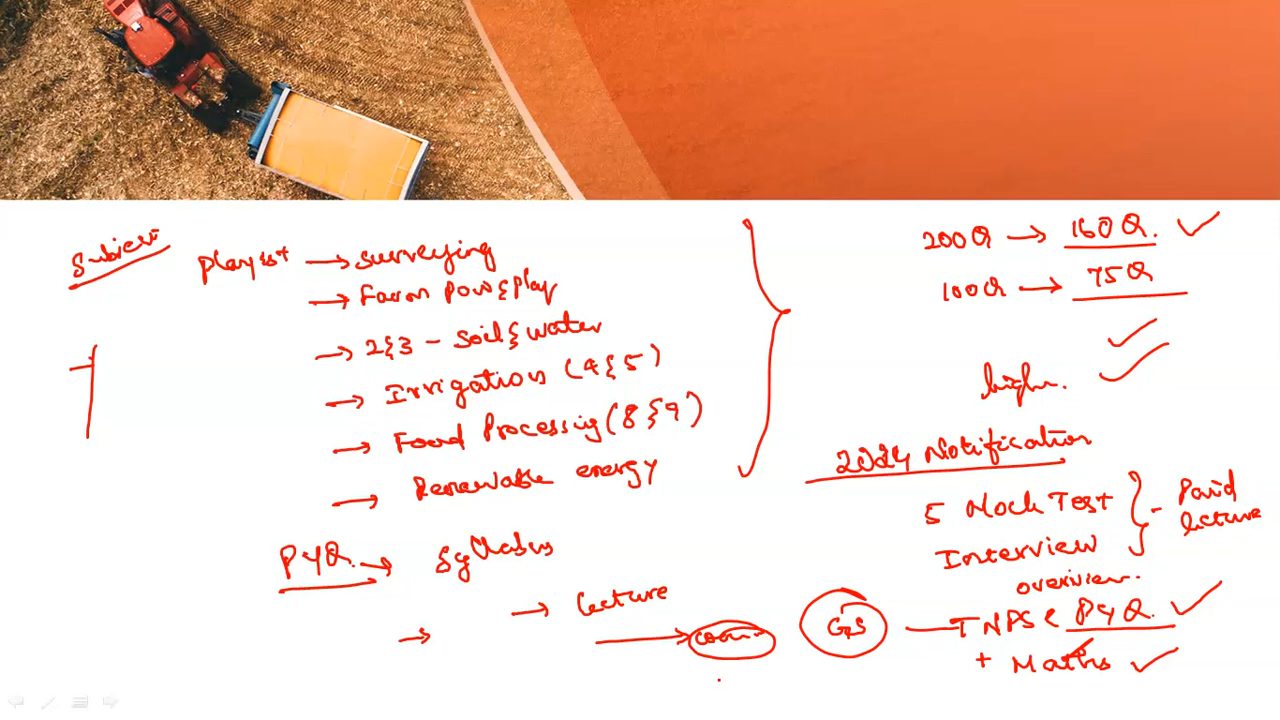 Subject
Playlist → Surveying
→ Farm Pow & Play
→ 2&3 - Soil & water
→ Irrigation (4 & 5)
→ Food Processing (8 & 9)
→ Renewable energy
PYQ. → Syllabus
→ lecture
200Q → 160Q. ✓
100Q → 75Q
✓
high. ✓
2024 Notification
5 Mock Test } - Paid
lecture
Interview
overview.
GS — TNPSC PYQ. ✓
+ Maths ✓